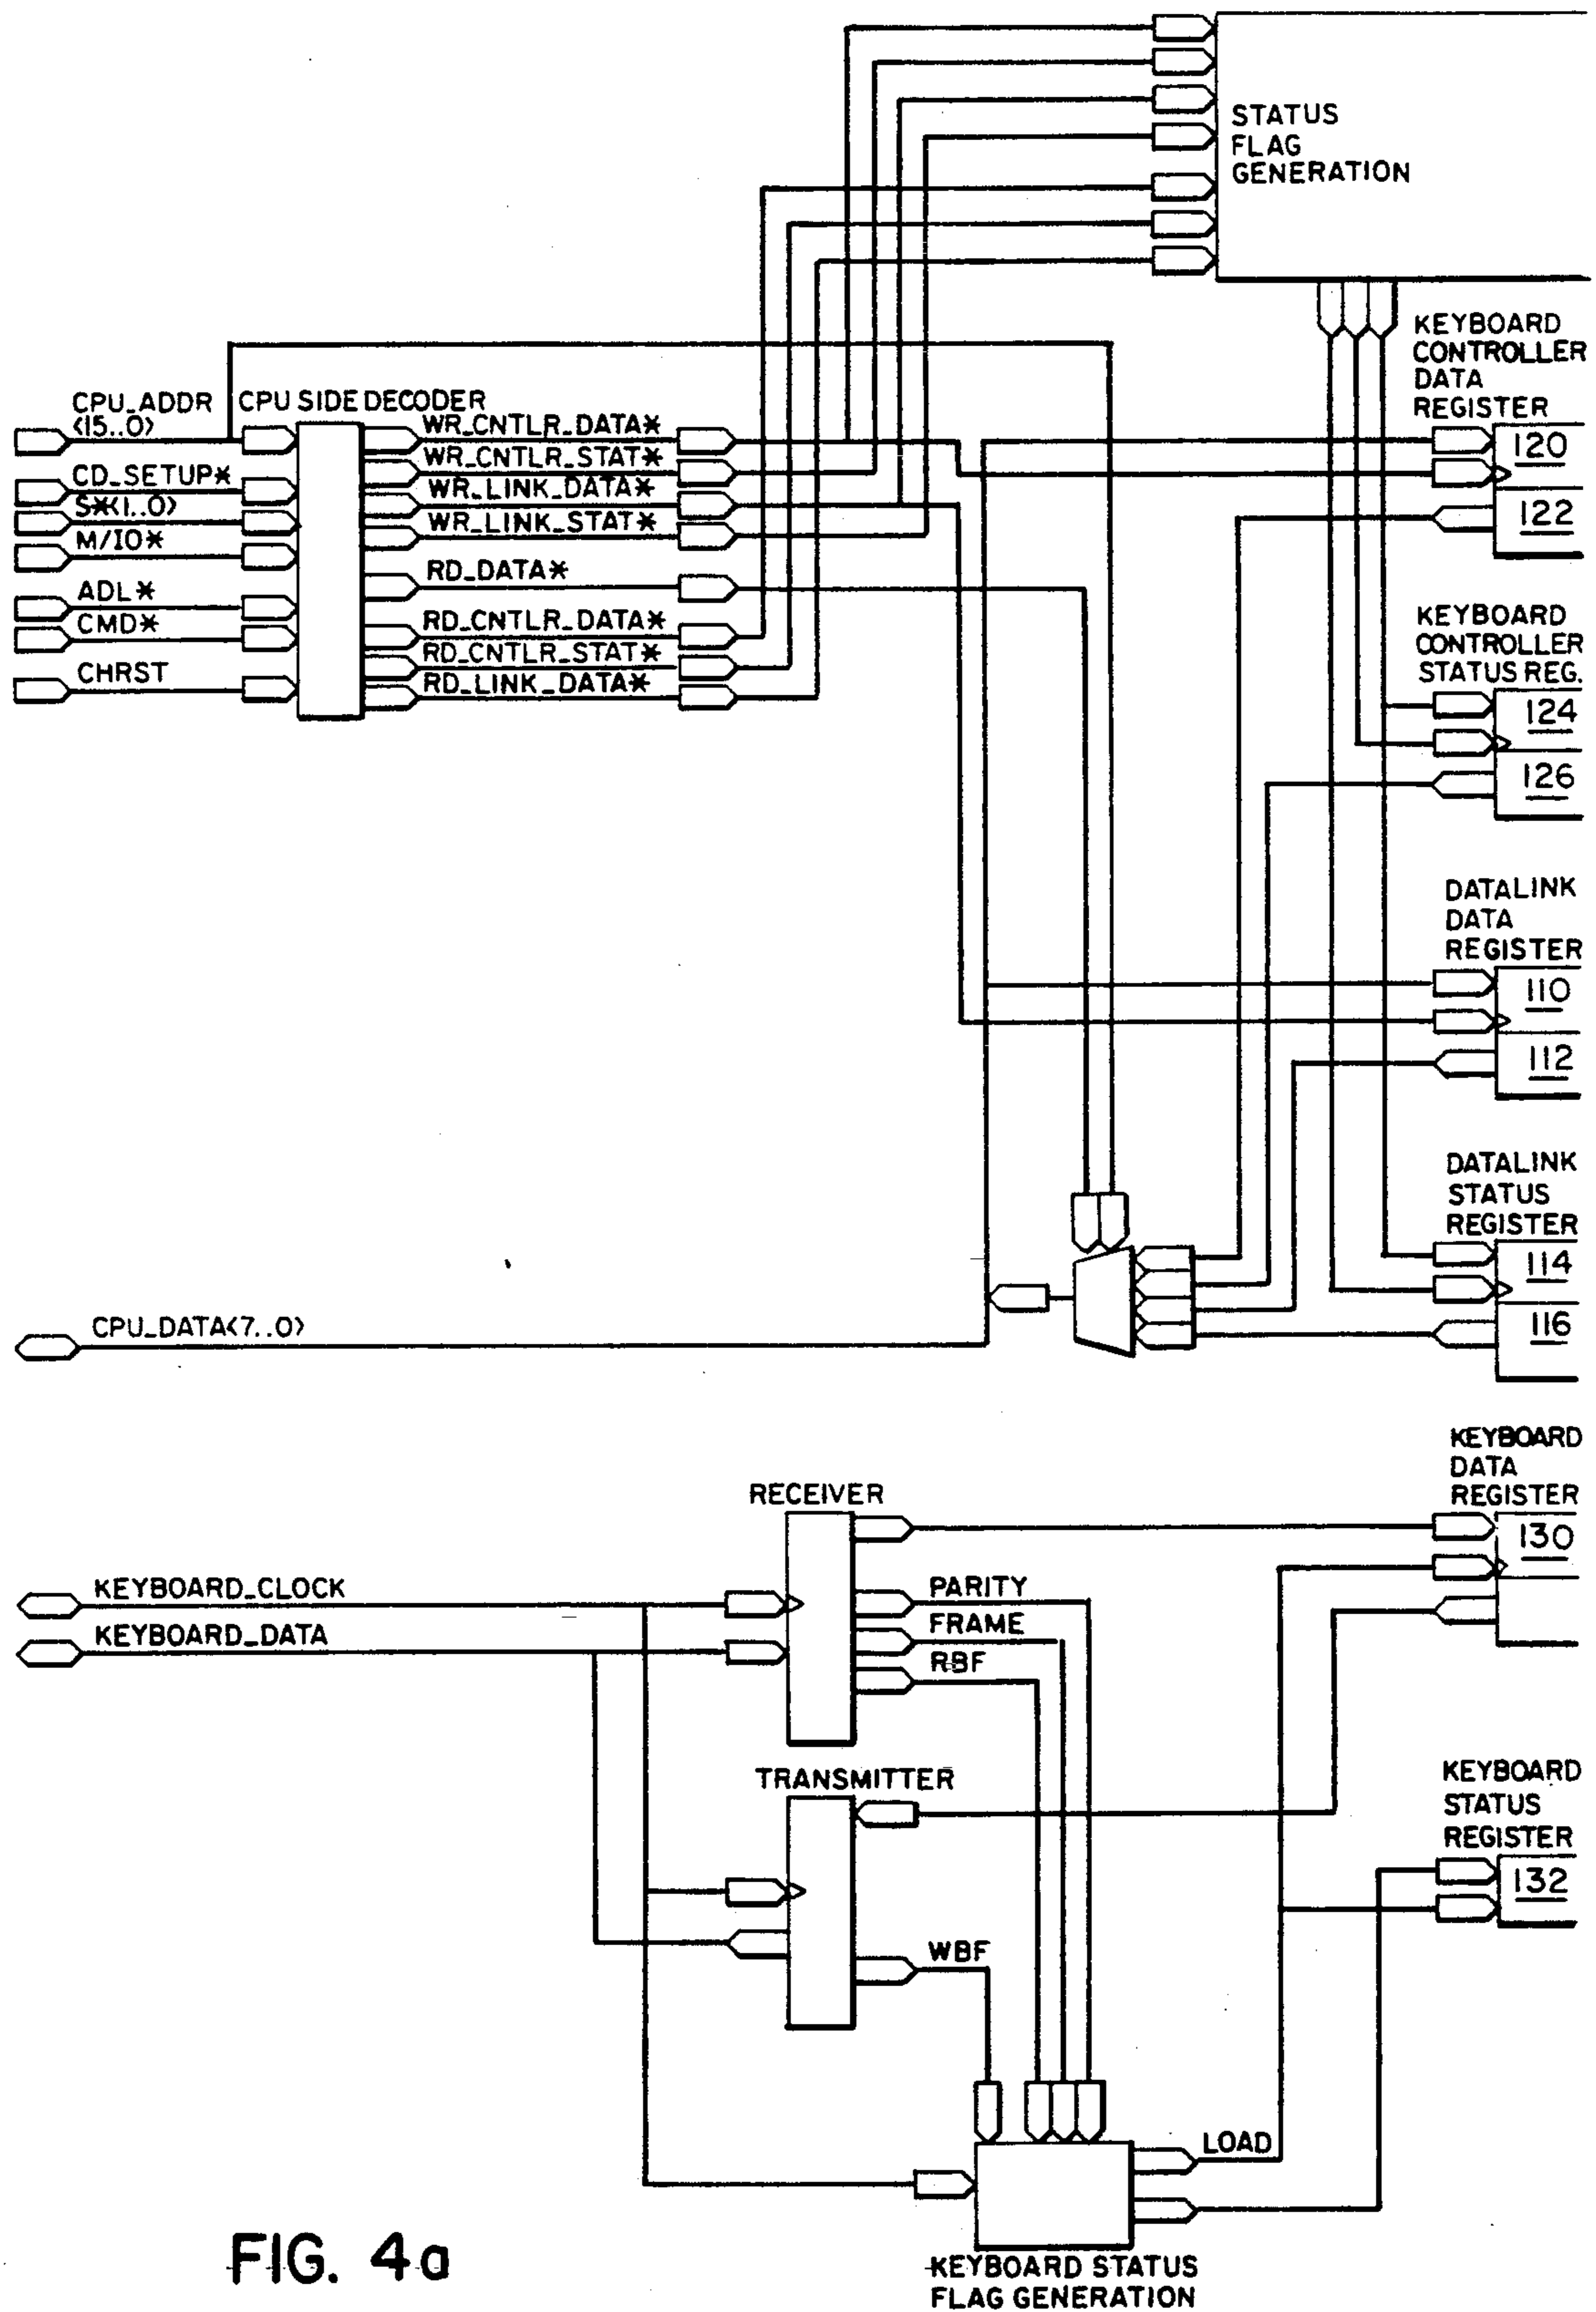 STATUS
FLAG
GENERATION
KEYBOARD
CONTROLLER
DATA
REGISTER
120
122
CPU_ADDR
<15..0>
CPU SIDE DECODER
CD_SETUP*
S*<1..0>
M/IO*
ADL*
CMD*
CHRST
WR_CNTLR_DATA*
WR_CNTLR_STAT*
WR_LINK_DATA*
WR_LINK_STAT*
RD_DATA*
RD_CNTLR_DATA*
RD_CNTLR_STAT*
RD_LINK_DATA*
KEYBOARD
CONTROLLER
STATUS REG.
124
126
DATALINK
DATA
REGISTER
110
112
DATALINK
STATUS
REGISTER
114
116
CPU_DATA<7..0>
KEYBOARD
DATA
REGISTER
130
RECEIVER
KEYBOARD_CLOCK
KEYBOARD_DATA
PARITY
FRAME
RBF
TRANSMITTER
WBF
KEYBOARD
STATUS
REGISTER
132
LOAD
KEYBOARD STATUS
FLAG GENERATION
FIG. 4a